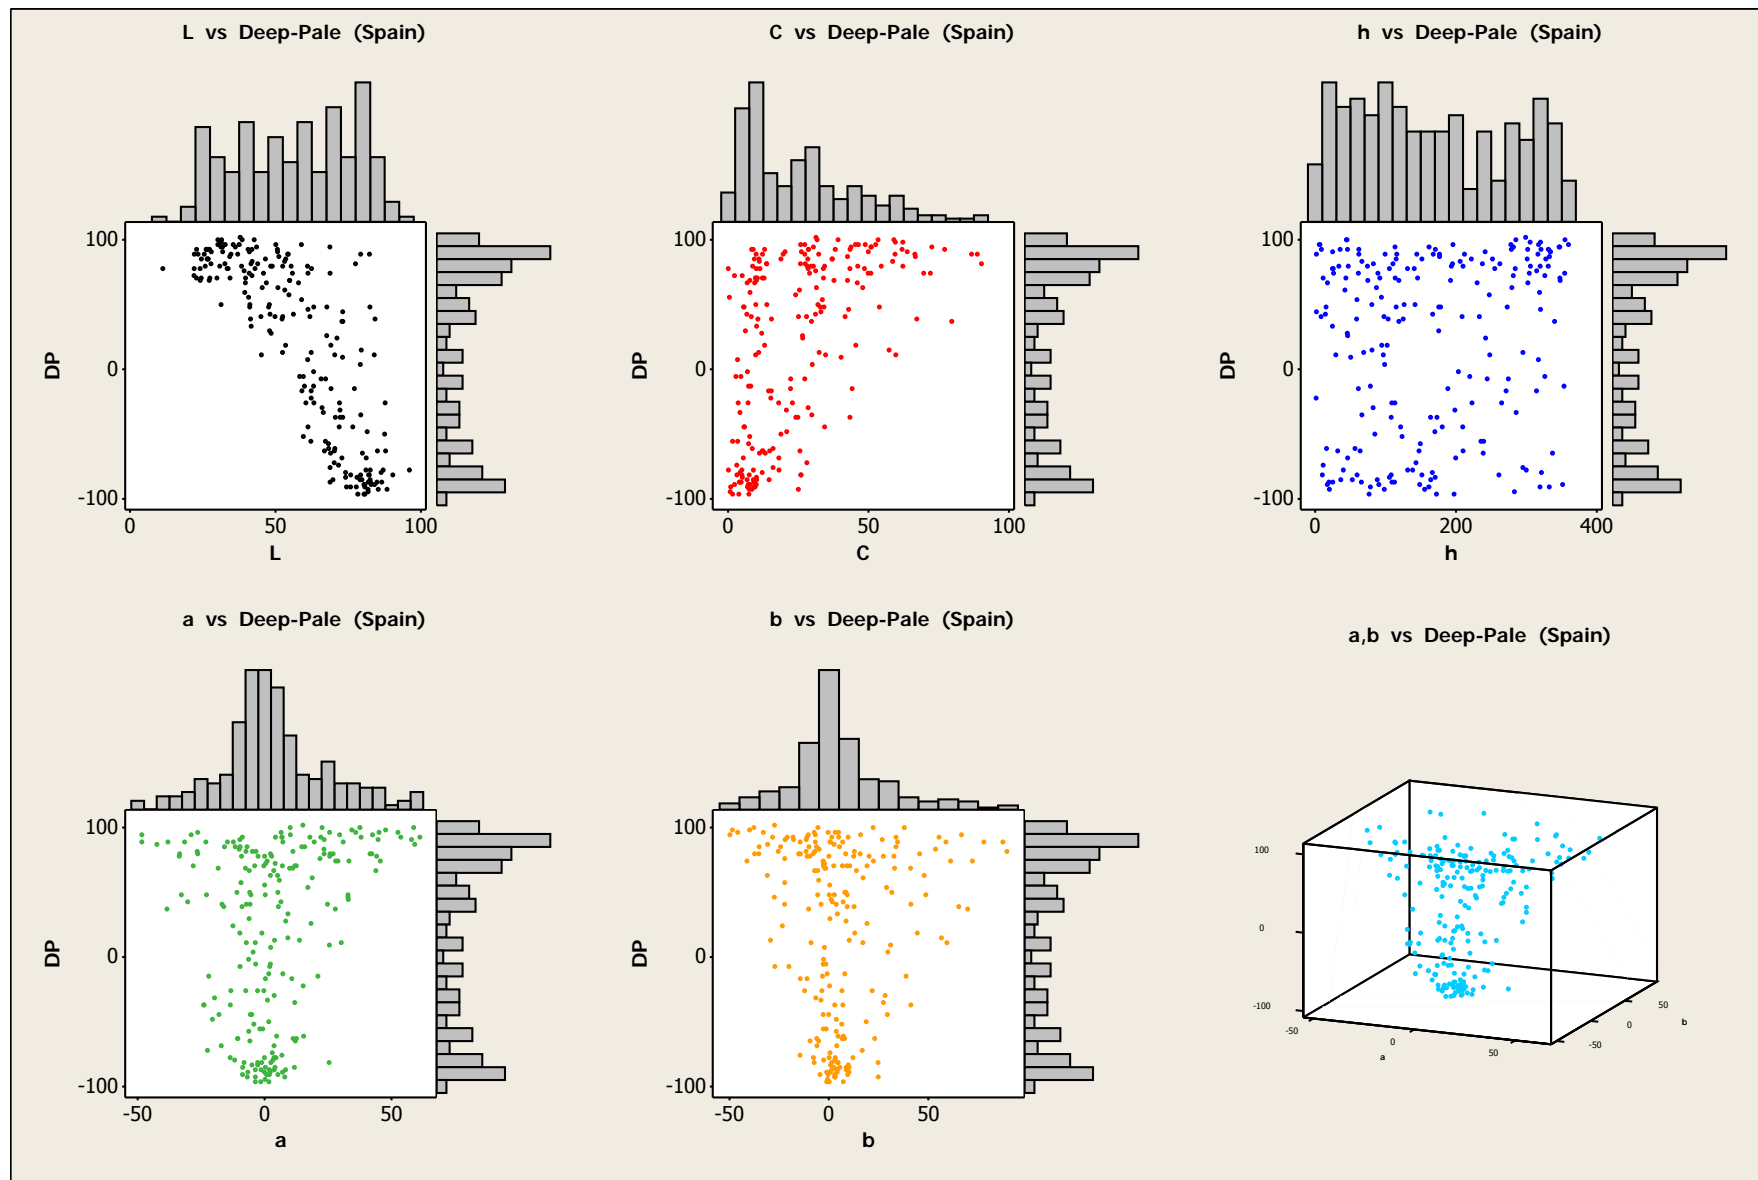 L vs Deep-Pale (Spain)
C vs Deep-Pale (Spain)
h vs Deep-Pale (Spain)
100
0
-100
DP
0
50
100
L
100
0
-100
DP
0
50
100
C
100
0
-100
DP
0
200
400
h
a vs Deep-Pale (Spain)
b vs Deep-Pale (Spain)
a,b vs Deep-Pale (Spain)
100
0
-100
DP
-50
0
50
a
100
0
-100
DP
-50
0
50
b
100
0
-100
-50
0
50
a
-50
0
50
b